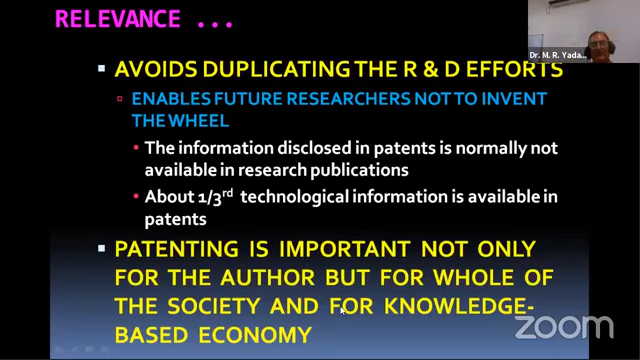 RELEVANCE ...
Dr. M. R. Yada...
AVOIDS DUPLICATING THE R & D EFFORTS
ENABLES FUTURE RESEARCHERS NOT TO INVENT
THE WHEEL
The information disclosed in patents is normally not
available in research publications
About 1/3rd technological information is available in
patents
PATENTING IS IMPORTANT NOT ONLY
FOR THE AUTHOR BUT FOR WHOLE OF
THE SOCIETY AND FOR KNOWLEDGE-
BASED ECONOMY
zoom